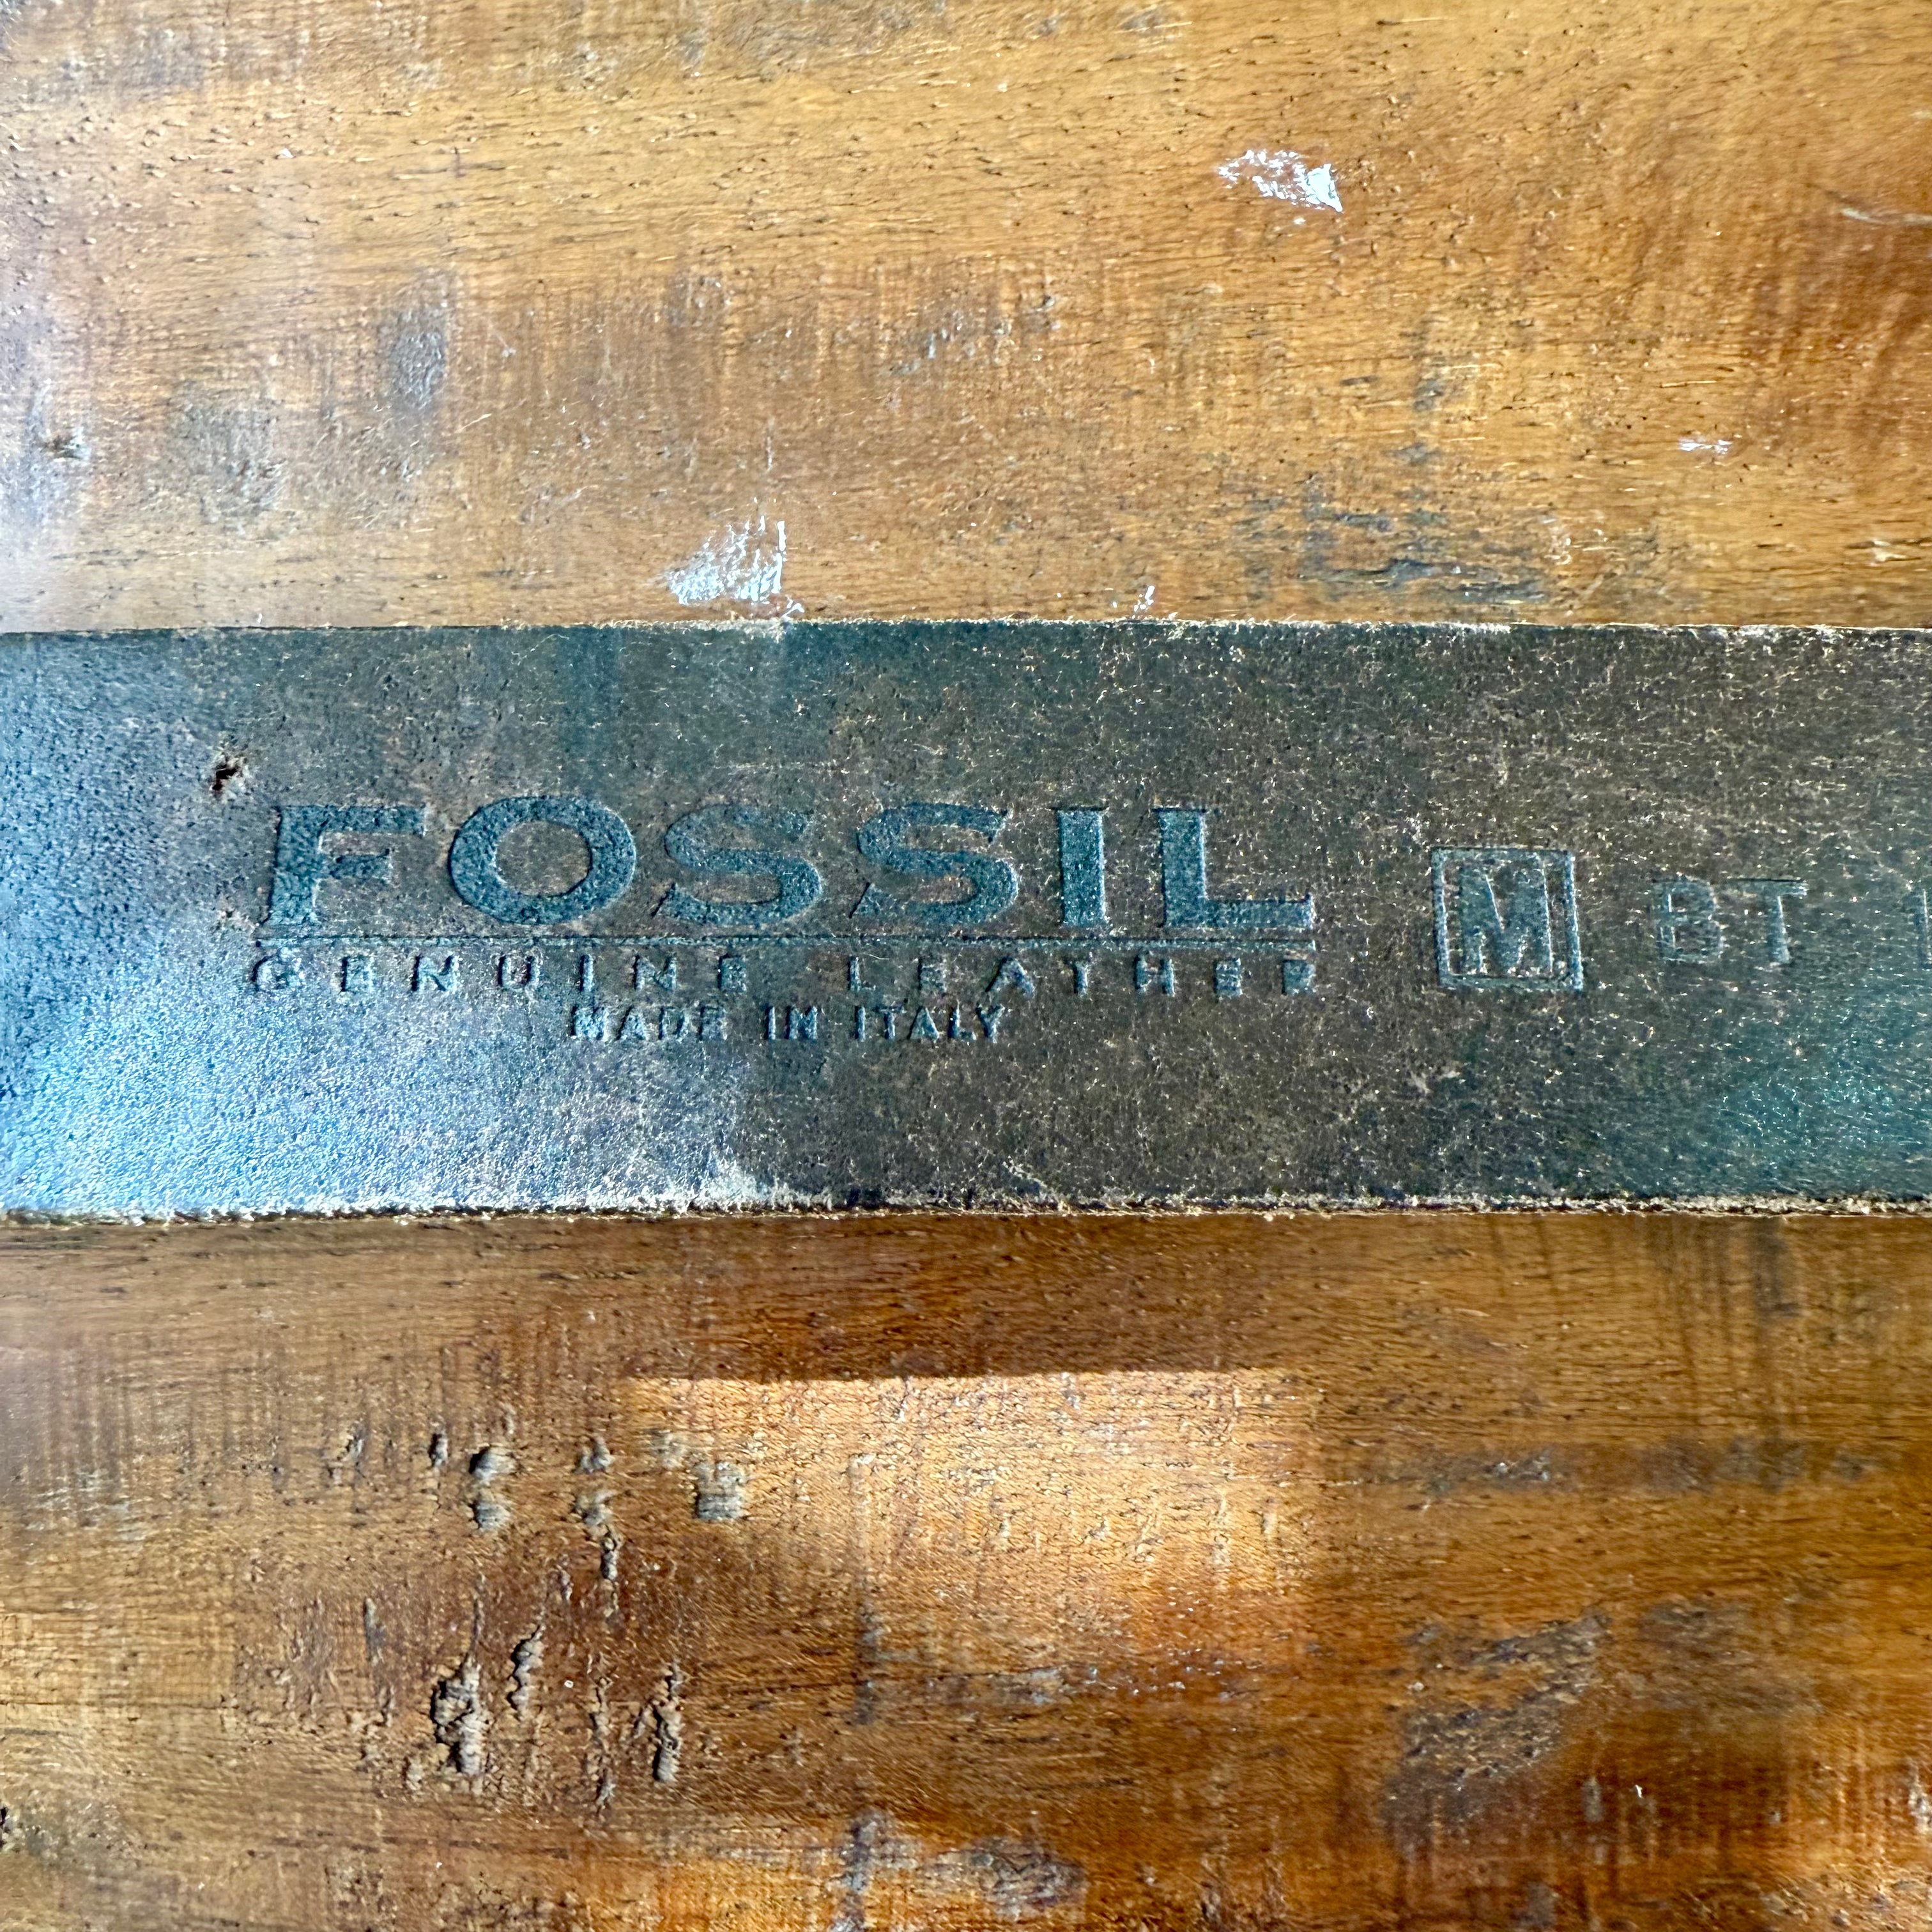 FOSSIL
GENUINE LEATHER
MADE IN ITALY
M BT